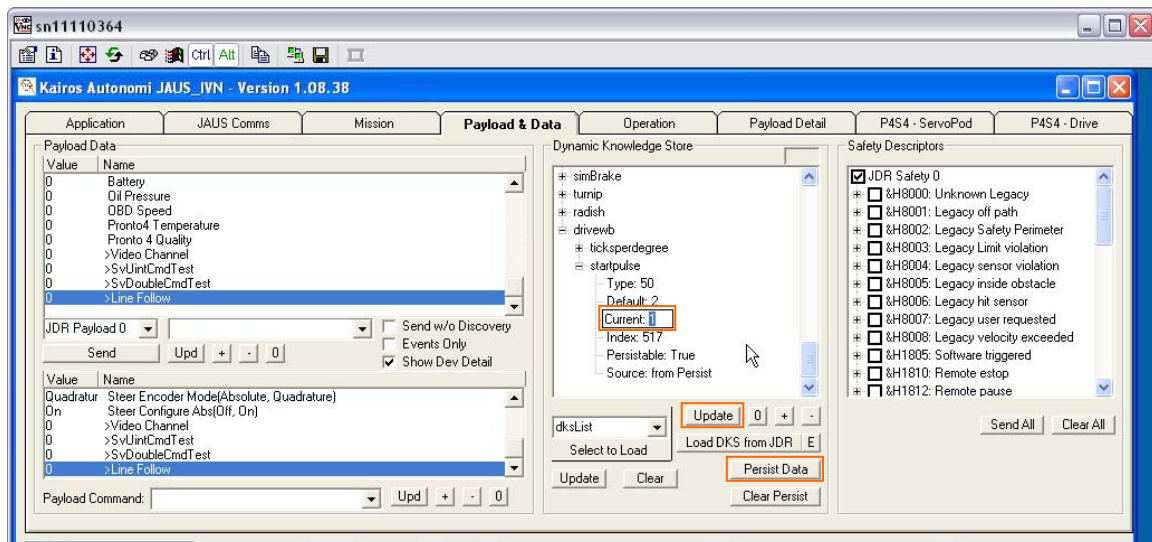 sn11110364
Ctrl Alt
Kairos Autonomi JAUS_IVN - Version 1.08.38
Application JAUS Comms Mission Payload & Data Operation Payload Detail P4S4 - ServoPod P4S4 - Drive
Payload Data
Value Name
0 Battery
0 Oil Pressure
0 OBD Speed
0 Pronto4 Temperature
0 Pronto 4 Quality
0 >Video Channel
0 >SvUintCmdTest
0 >SvDoubleCmdTest
0 >Line Follow
JDR Payload 0
Send w/o Discovery
Events Only
Show Dev Detail
Send Upd + - 0
Value Name
Quadratur Steer Encoder Mode(Absolute, Quadrature)
On Steer Configure Abs(Off, On)
0 >Video Channel
0 >SvUintCmdTest
0 >SvDoubleCmdTest
0 >Line Follow
Payload Command: Upd + - 0
Dynamic Knowledge Store
simBrake
turnip
radish
drivewb
ticksperdegree
startpulse
Type: 50
Default: 2
Current: 1
Index: 517
Persistable: True
Source: from Persist
dksList
Select to Load
Update 0 + -
Load DKS from JDR E
Update Clear
Persist Data
Clear Persist
Safety Descriptors
JDR Safety 0
&H8000: Unknown Legacy
&H8001: Legacy off path
&H8002: Legacy Safety Perimeter
&H8003: Legacy Limit violation
&H8004: Legacy sensor violation
&H8005: Legacy inside obstacle
&H8006: Legacy hit sensor
&H8007: Legacy user requested
&H8008: Legacy velocity exceeded
&H1805: Software triggered
&H1810: Remote estop
&H1812: Remote pause
Send All Clear All